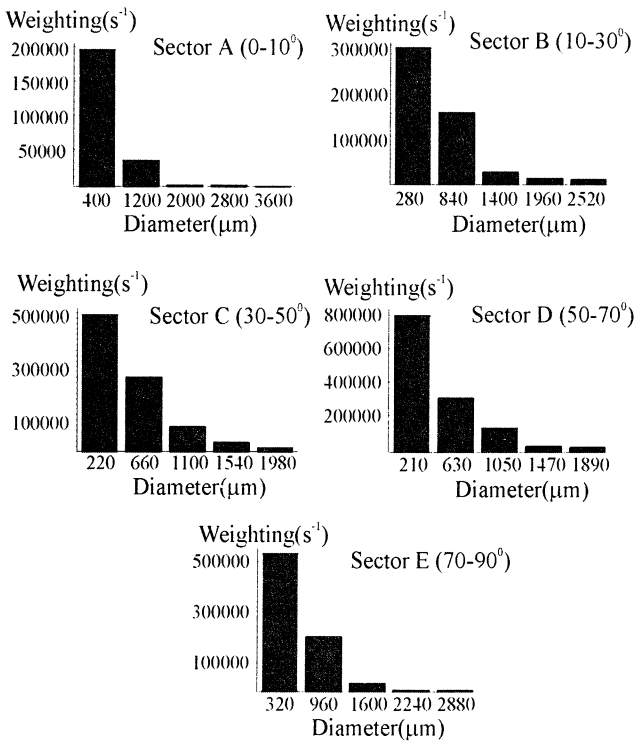 Weighting(s⁻¹)
Sector A (0-10⁰)
200000
150000
100000
50000
400 1200 2000 2800 3600
Diameter(μm)
Weighting(s⁻¹)
Sector B (10-30⁰)
300000
200000
100000
280 840 1400 1960 2520
Diameter(μm)
Weighting(s⁻¹)
Sector C (30-50⁰)
500000
300000
100000
220 660 1100 1540 1980
Diameter(μm)
Weighting(s⁻¹)
Sector D (50-70⁰)
800000
600000
400000
200000
210 630 1050 1470 1890
Diameter(μm)
Weighting(s⁻¹)
Sector E (70-90⁰)
500000
300000
100000
320 960 1600 2240 2880
Diameter(μm)